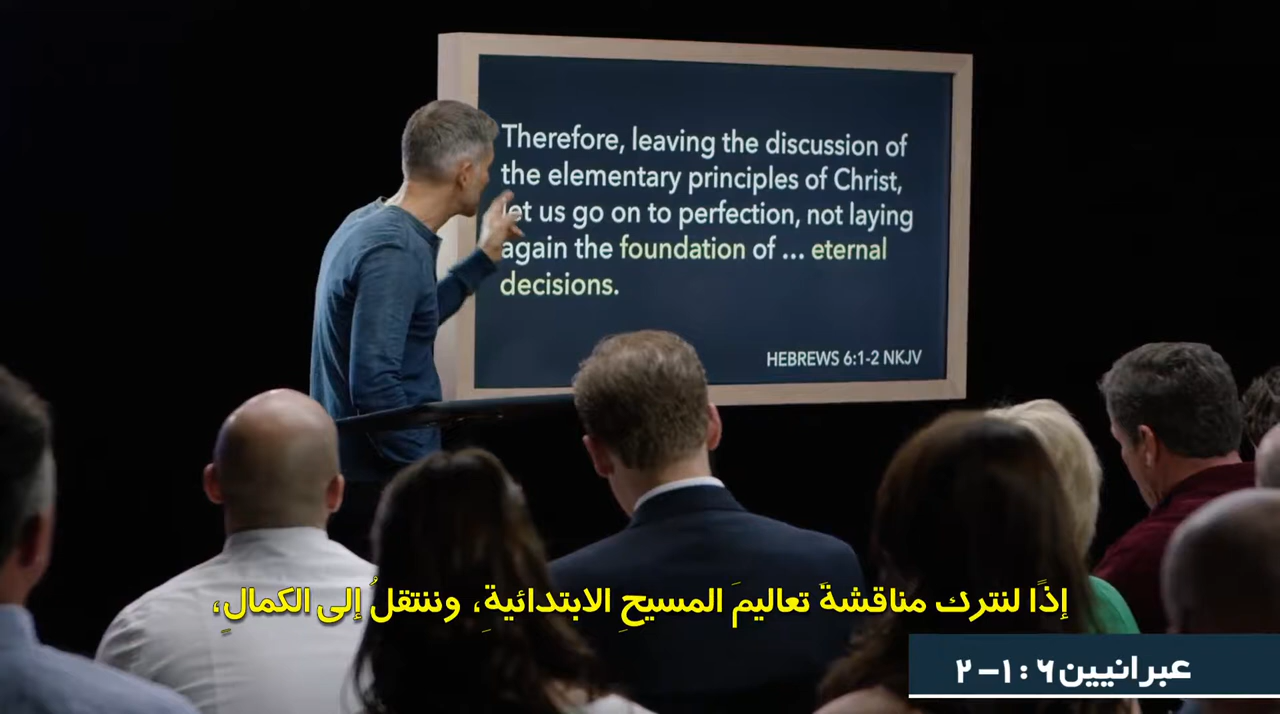 Therefore, leaving the discussion of
the elementary principles of Christ,
let us go on to perfection, not laying
again the foundation of ... eternal
decisions.
HEBREWS 6:1-2 NKJV
إذًا لنترك مناقشةَ تعاليمَ المسيحِ الابتدائيةِ، وننتقلُ إلى الكمالِ،
عبرانيين ٦ : ١-٢